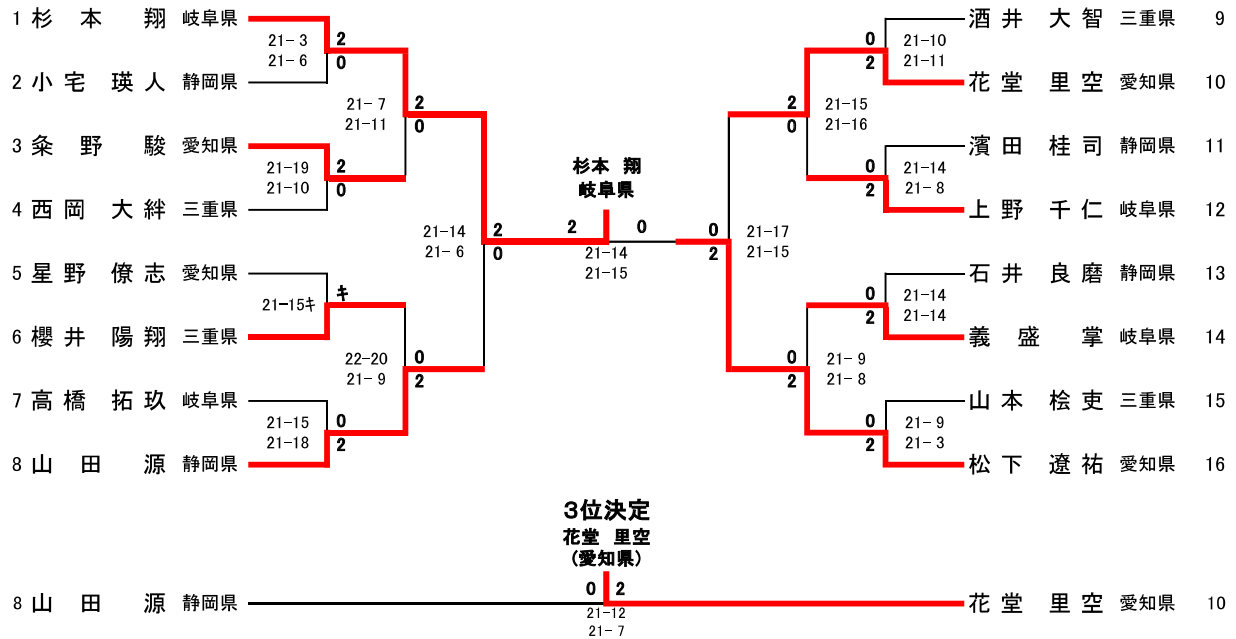 1 杉 本 翔 岐阜県
21- 3 2
21- 6 0
2 小 宅 瑛 人 静岡県
21- 7 2
21-11 0
3 粂 野 駿 愛知県
21-19 2
21-10 0
4 西 岡 大 絆 三重県
21-14 2
21- 6 0
5 星 野 僚 志 愛知県
21-15キ キ
6 櫻 井 陽 翔 三重県
22-20 0
21- 9 2
7 高 橋 拓 玖 岐阜県
21-15 0
21-18 2
8 山 田 源 静岡県
杉本 翔
岐阜県
2 0
21-14
21-15
酒 井 大 智 三重県 9
0 21-10
2 21-11
花 堂 里 空 愛知県 10
2 21-15
0 21-16
濱 田 桂 司 静岡県 11
0 21-14
2 21- 8
上 野 千 仁 岐阜県 12
0 21-17
2 21-15
石 井 良 磨 静岡県 13
0 21-14
2 21-14
義 盛 掌 岐阜県 14
0 21- 9
2 21- 8
山 本 桧 吏 三重県 15
0 21- 9
2 21- 3
松 下 遼 祐 愛知県 16
3位決定
花堂 里空
(愛知県)
0 2
8 山 田 源 静岡県
21-12
21- 7
花 堂 里 空 愛知県 10